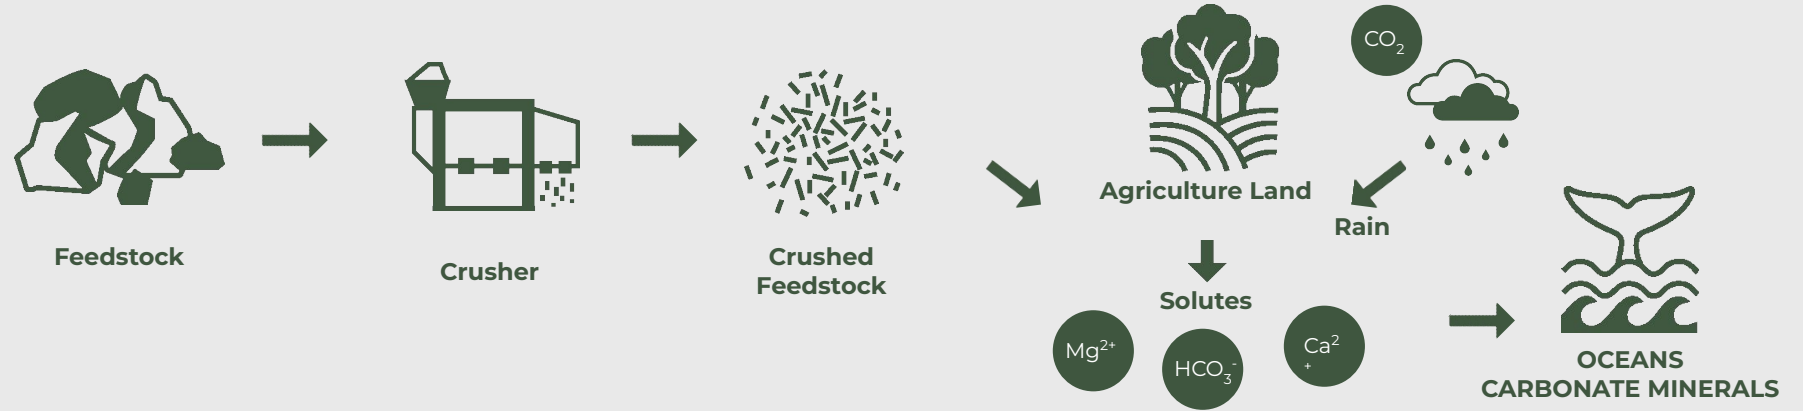 Feedstock
Crusher
Crushed
Feedstock
Agriculture Land
CO₂
Rain
Solutes
Mg²⁺
HCO₃⁻
Ca²
⁺
OCEANS
CARBONATE MINERALS